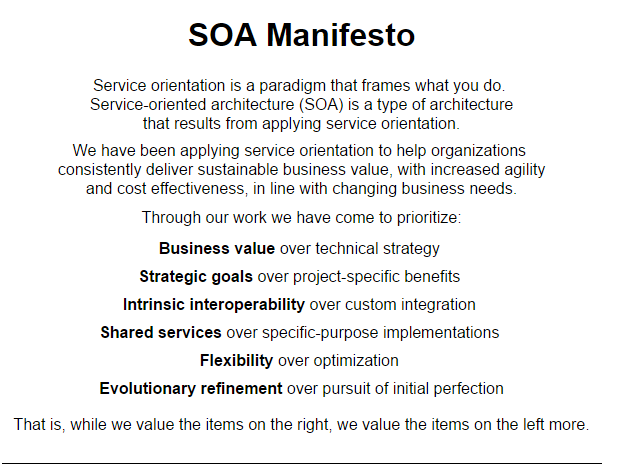 SOA Manifesto
Service orientation is a paradigm that frames what you do.
Service-oriented architecture (SOA) is a type of architecture
that results from applying service orientation.
We have been applying service orientation to help organizations
consistently deliver sustainable business value, with increased agility
and cost effectiveness, in line with changing business needs.
Through our work we have come to prioritize:
Business value over technical strategy
Strategic goals over project-specific benefits
Intrinsic interoperability over custom integration
Shared services over specific-purpose implementations
Flexibility over optimization
Evolutionary refinement over pursuit of initial perfection
That is, while we value the items on the right, we value the items on the left more.